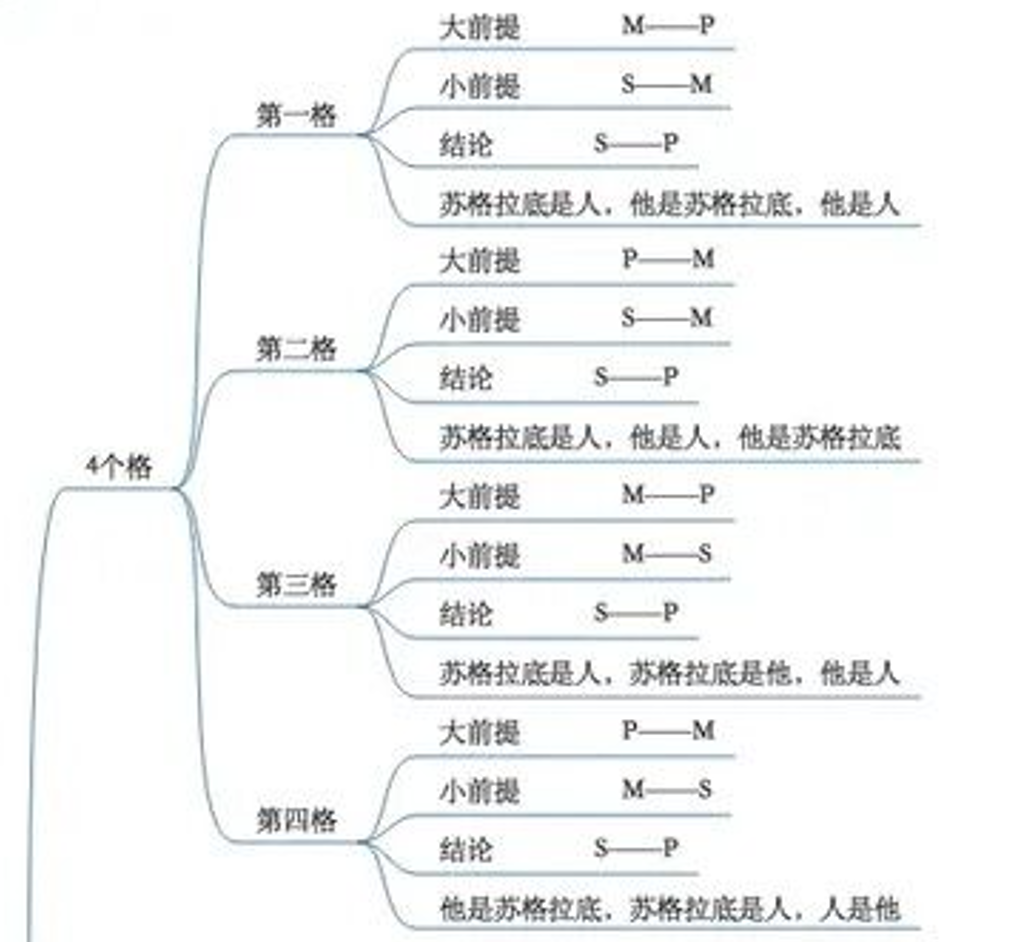 大前提 M——P
小前提 S——M
第一格
结论 S——P
苏格拉底是人，他是苏格拉底，他是人
大前提 P——M
小前提 S——M
第二格
结论 S——P
苏格拉底是人，他是人，他是苏格拉底
4个格
大前提 M——P
小前提 M——S
第三格
结论 S——P
苏格拉底是人，苏格拉底是他，他是人
大前提 P——M
小前提 M——S
第四格
结论 S——P
他是苏格拉底，苏格拉底是人，人是他